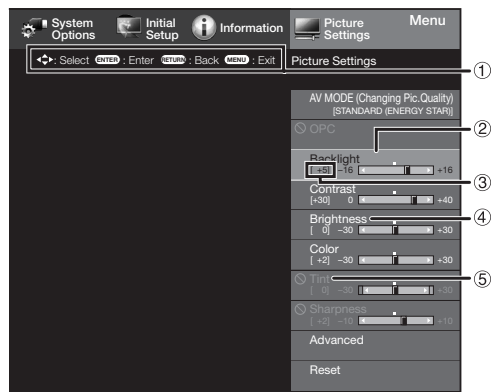 System Options
Initial Setup
Information
Picture Settings
Menu
: Select ENTER : Enter RETURN : Back MENU : Exit
Picture Settings
①
AV MODE (Changing Pic.Quality)
[STANDARD (ENERGY STAR)]
OPC
②
Backlight
[ +5] –16 +16
③
Contrast
[+30] 0 +40
Brightness
④
[ 0] –30 +30
Color
[ +2] –30 +30
Tint
⑤
[ 0] –30 +30
Sharpness
[ +2] –10 +10
Advanced
Reset